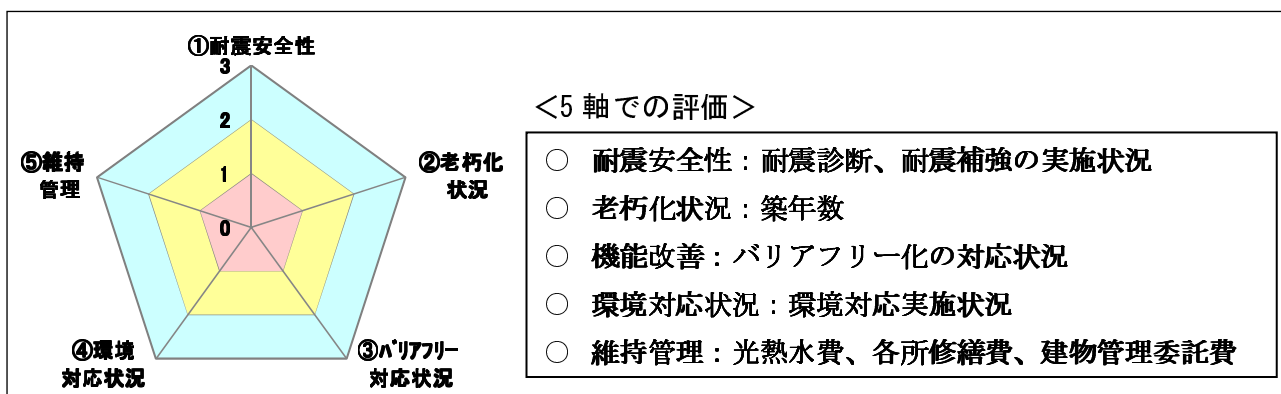 ①耐震安全性
3
2
1
0
②老朽化
状況
③バリアフリー
対応状況
④環境
対応状況
⑤維持
管理
＜5軸での評価＞
○ 耐震安全性：耐震診断、耐震補強の実施状況
○ 老朽化状況：築年数
○ 機能改善：バリアフリー化の対応状況
○ 環境対応状況：環境対応実施状況
○ 維持管理：光熱水費、各所修繕費、建物管理委託費